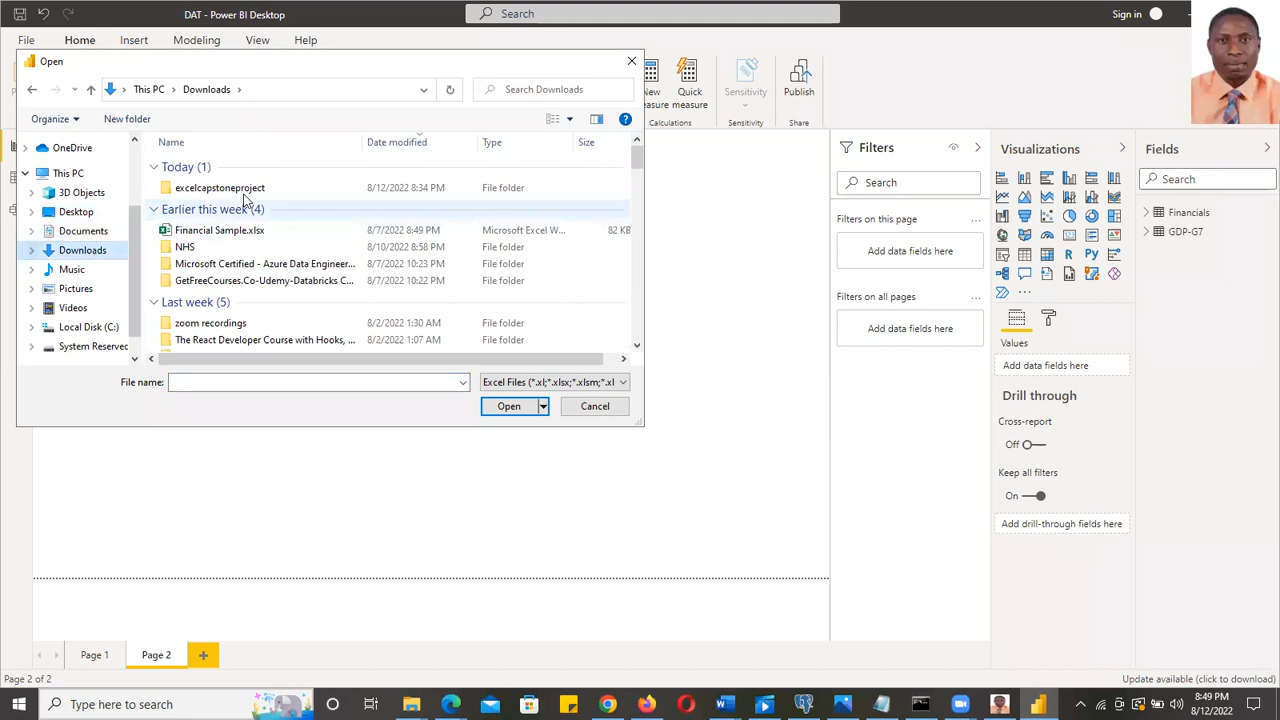 DAT - Power BI Desktop
Search
Sign in
File
Home
Insert
Modeling
View
Help
Open
This PC
Downloads
Search Downloads
Organize
New folder
New measure
Quick measure
Sensitivity
Publish
Calculations
Sensitivity
Share
Name
Date modified
Type
Size
OneDrive
This PC
3D Objects
Desktop
Documents
Downloads
Music
Pictures
Videos
Local Disk (C:)
System Reserved
Today (1)
excelcapstoneproject 8/12/2022 8:34 PM File folder
Earlier this week (4)
Financial Sample.xlsx 8/7/2022 8:49 PM Microsoft Excel W... 82 KB
NHS 8/10/2022 8:58 PM File folder
Microsoft Certified - Azure Data Engineer... 8/7/2022 10:23 PM File folder
GetFreeCourses.Co-Udemy-Databricks C... 8/7/2022 10:22 PM File folder
Last week (5)
zoom recordings 8/2/2022 1:30 AM File folder
The React Developer Course with Hooks, ... 8/2/2022 1:07 AM File folder
File name:
Excel Files (*.xl;*.xlsx;*.xlsm;*.xl
Open
Cancel
Filters
Search
Filters on this page
...
Add data fields here
Filters on all pages
...
Add data fields here
Visualizations
R
Py
...
Values
Add data fields here
Drill through
Cross-report
Off
Keep all filters
On
Add drill-through fields here
Fields
Search
Financials
GDP-G7
Page 1
Page 2
Page 2 of 2
Update available (click to download)
Type here to search
8:49 PM
8/12/2022